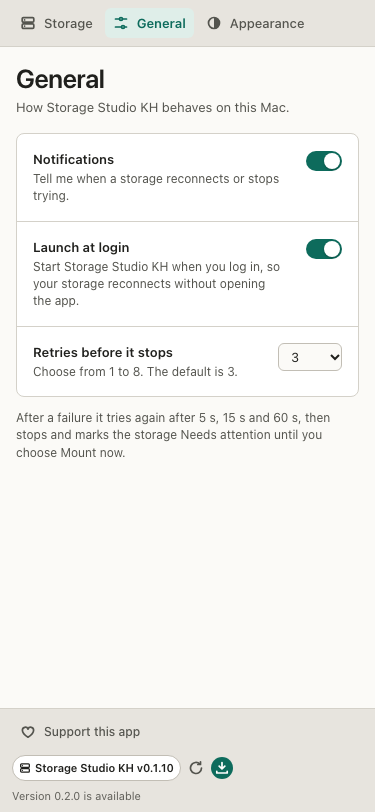 Storage
General
Appearance
General
How Storage Studio KH behaves on this Mac.
Notifications
Tell me when a storage reconnects or stops
trying.
Launch at login
Start Storage Studio KH when you log in, so
your storage reconnects without opening
the app.
Retries before it stops
Choose from 1 to 8. The default is 3.
3
After a failure it tries again after 5 s, 15 s and 60 s, then
stops and marks the storage Needs attention until you
choose Mount now.
Support this app
Storage Studio KH v0.1.10
Version 0.2.0 is available